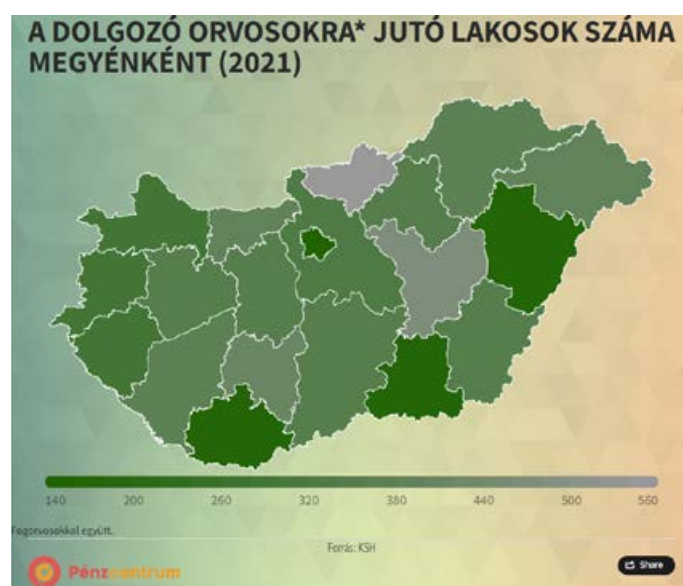 A DOLGOZÓ ORVOSOKRA* JUTÓ LAKOSOK SZÁMA
MEGYÉNKÉNT (2021)
140 200 260 320 380 440 500 560
Fogorvosokkal együtt.
Forrás: KSH
Pénzcentrum
Share